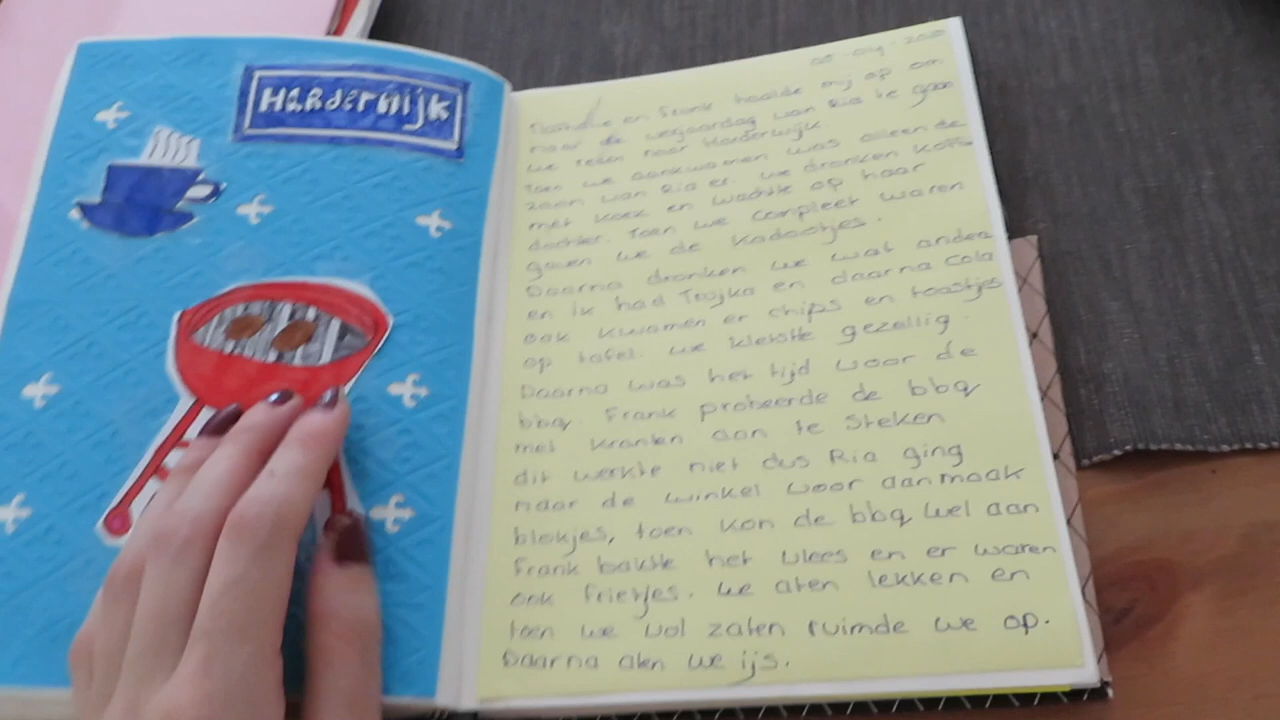 HARderwijk
en Frank haalde mij op om
naar de verjaardag van Ria te gaan
we reden naar Harderwijk
Toen we aankwamen was alleen de
zoon van Ria er. we dronken koffie
met koek en wachtte op haar
dochter. Toen we compleet waren
gaven we de Kadootjes.
Daarna dronken we wat anders
en ik had Trojka en daarna Cola
ook kwamen er chips en toastjes
op tafel. we kletste gezellig.
Daarna was het tijd voor de
bbq. Frank probeerde de bbq
met kranten aan te steken
dit werkte niet dus Ria ging
naar de winkel voor aanmaak
blokjes, toen kon de bbq wel aan
Frank bakte het vlees en er waren
ook frietjes. we aten lekken en
toen we vol zaten ruimde we op.
Daarna aten we ijs.